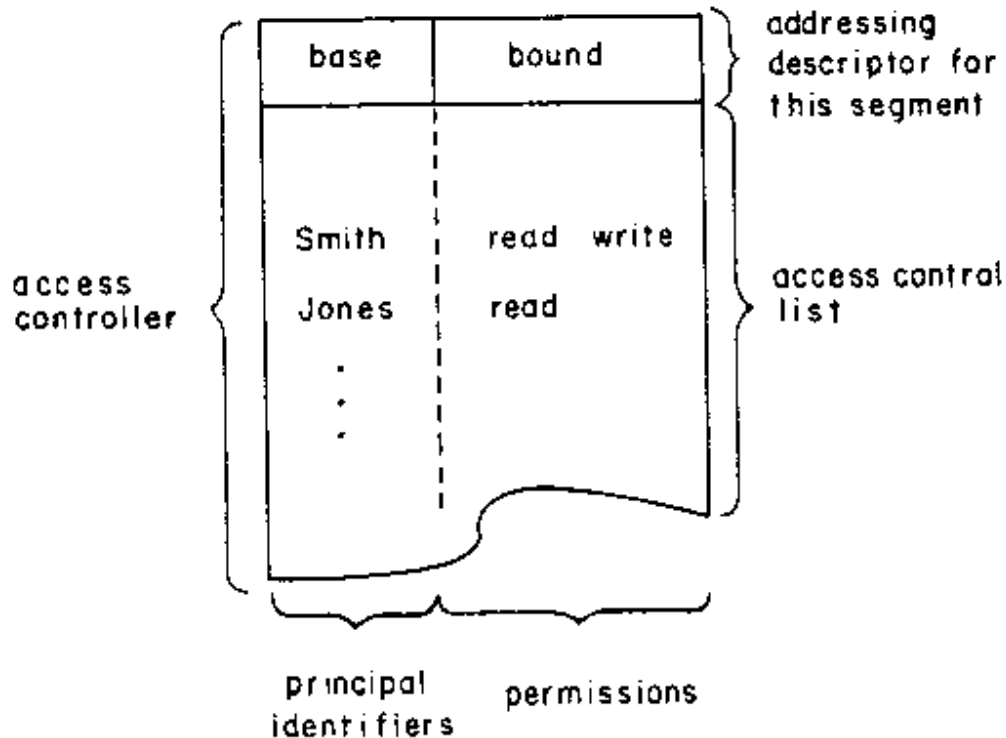 base bound
addressing
descriptor for
this segment
Smith read write
Jones read
access
controller
access control
list
principal
identifiers
permissions